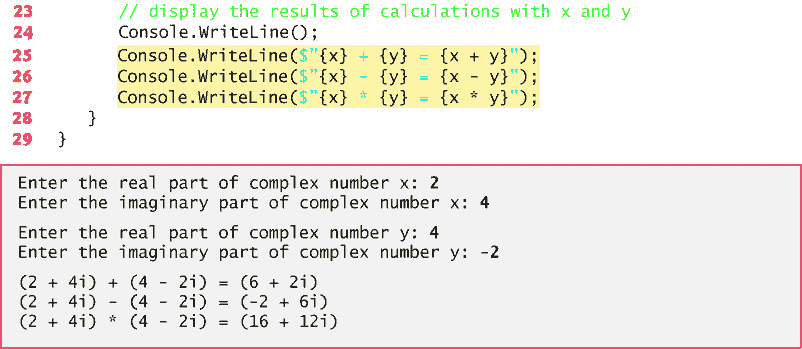 23 // display the results of calculations with x and y
24 Console.WriteLine();
25 Console.WriteLine($"{x} + {y} = {x + y}");
26 Console.WriteLine($"{x} - {y} = {x - y}");
27 Console.WriteLine($"{x} * {y} = {x * y}");
28 }
29 }
Enter the real part of complex number x: 2
Enter the imaginary part of complex number x: 4
Enter the real part of complex number y: 4
Enter the imaginary part of complex number y: -2
(2 + 4i) + (4 - 2i) = (6 + 2i)
(2 + 4i) - (4 - 2i) = (-2 + 6i)
(2 + 4i) * (4 - 2i) = (16 + 12i)